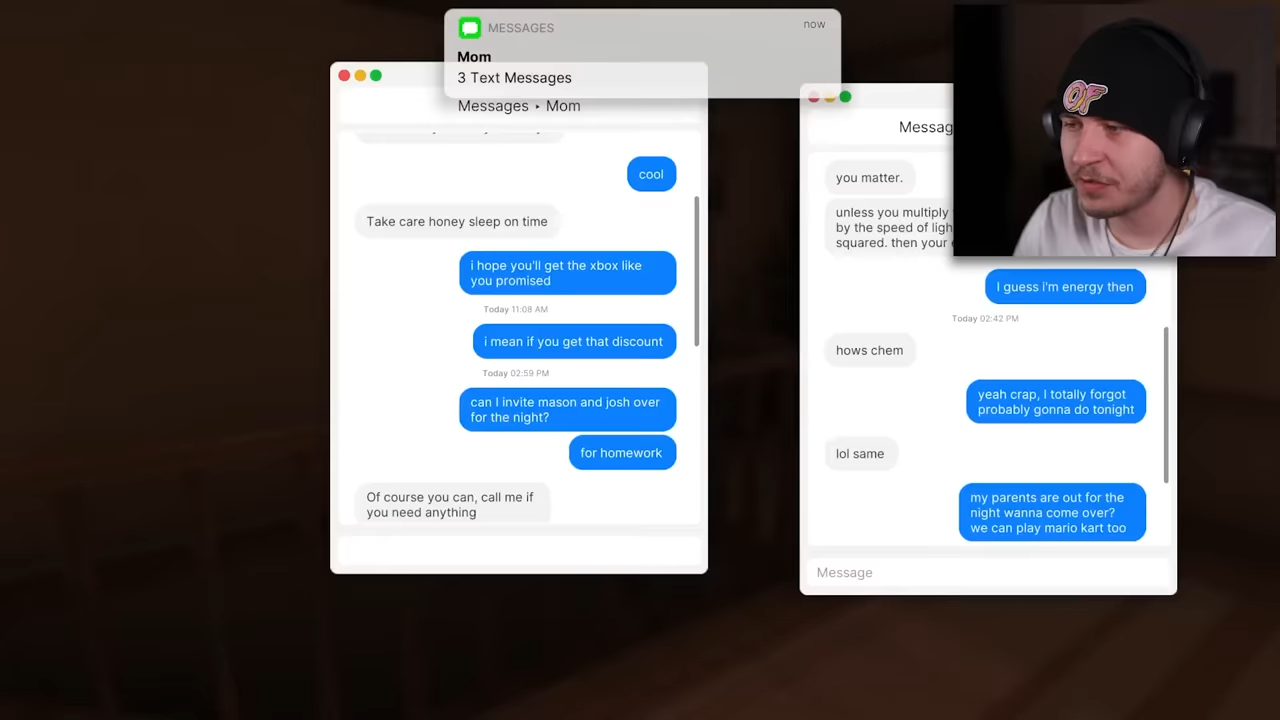 MESSAGES
now
Mom
3 Text Messages
Messages ▸ Mom
cool
Take care honey sleep on time
i hope you'll get the xbox like
you promised
Today 11:08 AM
i mean if you get that discount
Today 02:59 PM
can I invite mason and josh over
for the night?
for homework
Of course you can, call me if
you need anything
Messag
you matter.
unless you multiply
by the speed of ligh
squared. then your
I guess i'm energy then
Today 02:42 PM
hows chem
yeah crap, I totally forgot
probably gonna do tonight
lol same
my parents are out for the
night wanna come over?
we can play mario kart too
Message
OF